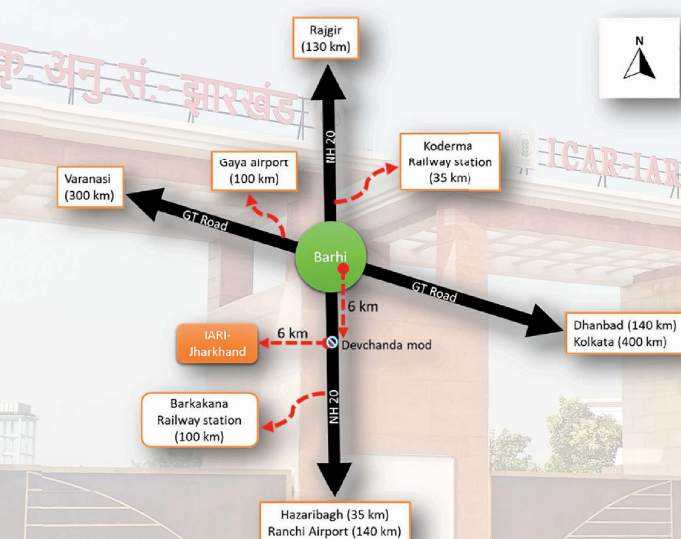 Rajgir
(130 km)
N
कृ. अनु. सं.- झारखंड
ICAR-IAR
NH 20
Koderma
Railway station
(35 km)
Gaya airport
(100 km)
Varanasi
(300 km)
GT Road
Barhi
GT Road
6 km
Dhanbad (140 km)
Kolkata (400 km)
IARI-
Jharkhand
6 km
Devchanda mod
Barkakana
Railway station
(100 km)
NH 20
Hazaribagh (35 km)
Ranchi Airport (140 km)